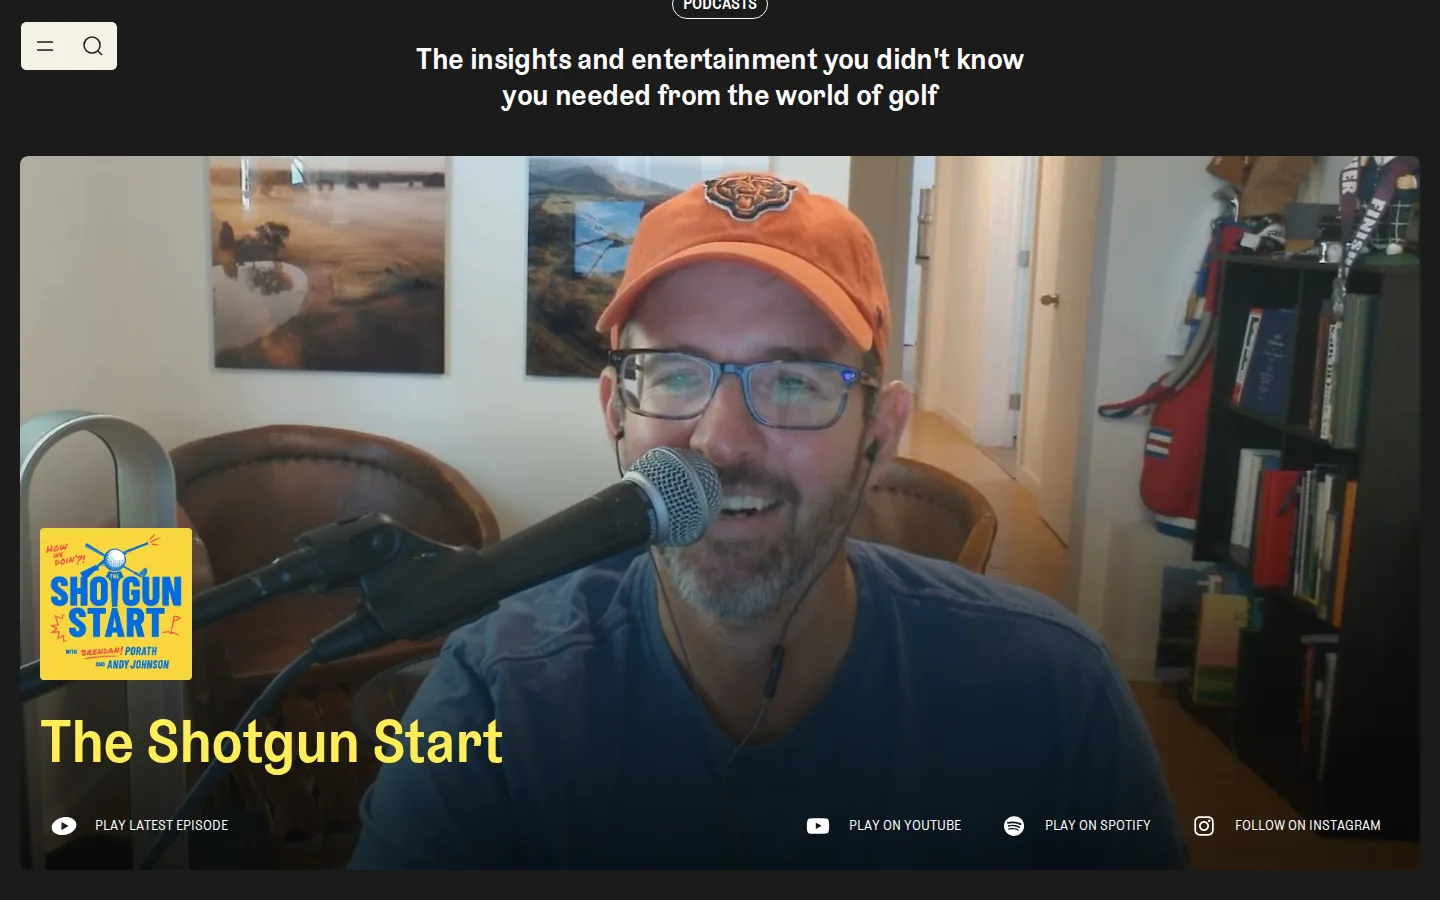 PODCASTS
The insights and entertainment you didn't know
you needed from the world of golf
FINISHER
HOW
WE
DOIN'?!
THE
SHOTGUN
START
WITH BRENDAN! PORATH
AND ANDY JOHNSON
The Shotgun Start
PLAY LATEST EPISODE
PLAY ON YOUTUBE
PLAY ON SPOTIFY
FOLLOW ON INSTAGRAM